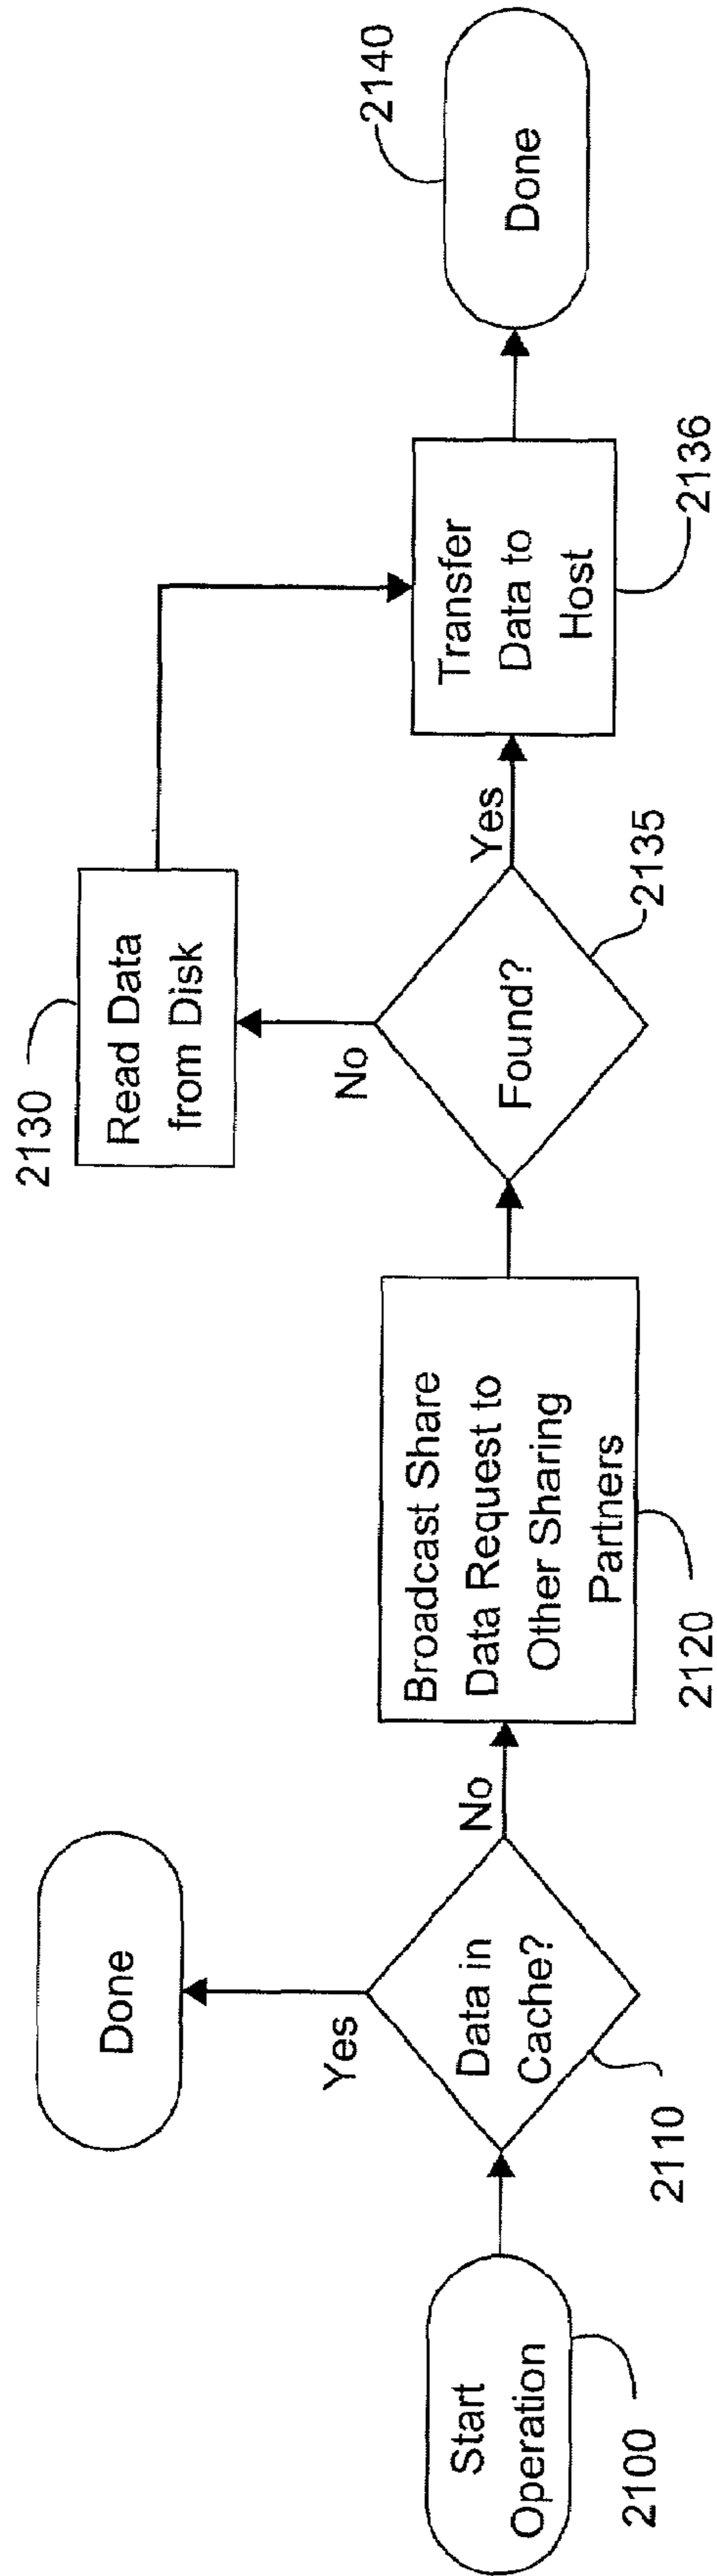 Start
Operation
2100
Data in
Cache?
2110
Yes
Done
No
Broadcast Share
Data Request to
Other Sharing
Partners
2120
Found?
2135
No
Read Data
from Disk
2130
Yes
Transfer
Data to
Host
2136
Done
2140